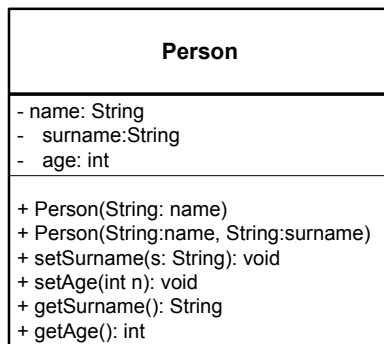 Person
- name: String
- surname:String
- age: int
+ Person(String: name)
+ Person(String:name, String:surname)
+ setSurname(s: String): void
+ setAge(int n): void
+ getSurname(): String
+ getAge(): int